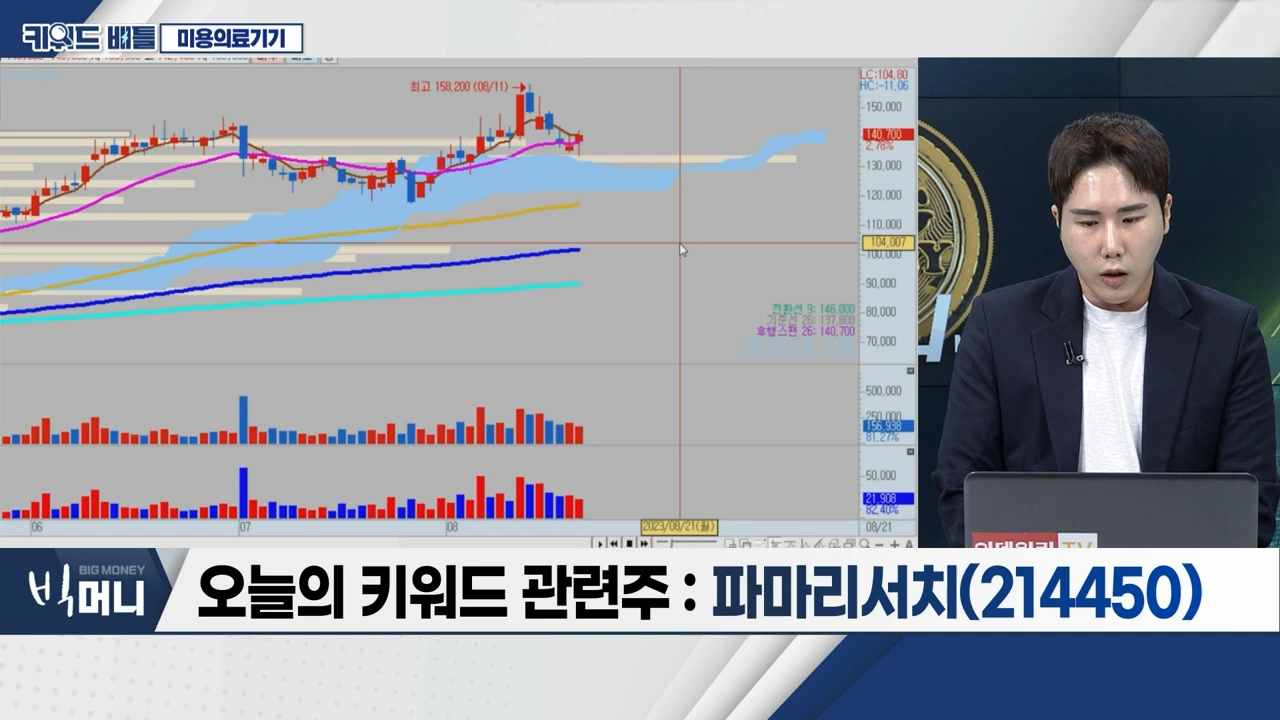 키워드 배틀 미용의료기기
최고 158,200 (08/11)
LC:104,80
HC:-11,06
150,000
140,700
2,78%
130,000
120,000
110,000
104,007
100,000
90,000
80,000
70,000
전환선 9: 146,000
기준선 26: 137,800
후행스팬 26: 140,700
500,000
250,000
156,938
81,27%
50,000
21,908
82,40%
06 07 08 2023/08/21(월) 08/21
이데일리 TV
BIG MONEY
빅머니
오늘의 키워드 관련주 : 파마리서치(214450)